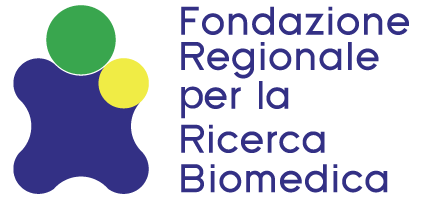 Fondazione
Regionale
per la
Ricerca
Biomedica